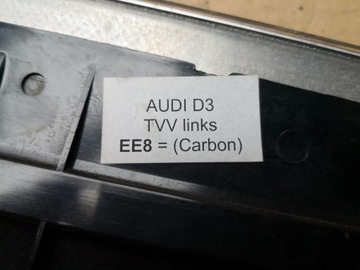 AUDI D3
TVV links
EE8 = (Carbon)